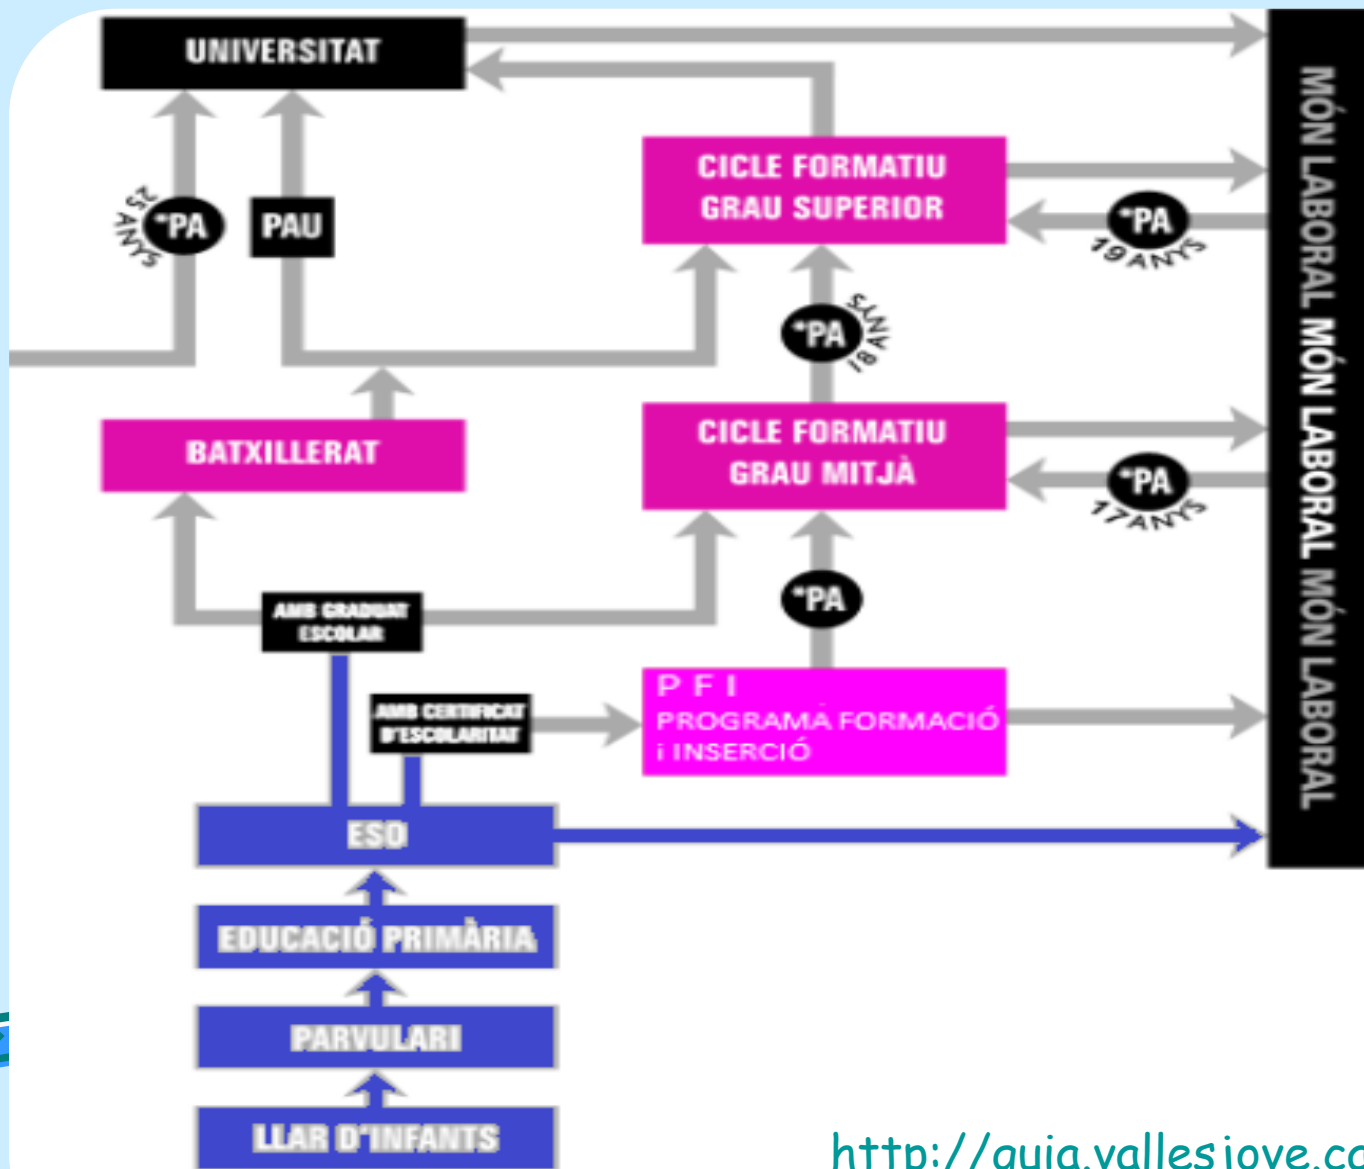 UNIVERSITAT
CICLE FORMATIU
GRAU SUPERIOR
*PA
25 ANYS
PAU
*PA
19 ANYS
*PA
18 ANYS
BATXILLERAT
CICLE FORMATIU
GRAU MITJÀ
*PA
17 ANYS
*PA
AMB GRADUAT
ESCOLAR
AMB CERTIFICAT
D'ESCOLARITAT
P F I
PROGRAMA FORMACIÓ
i INSERCIÓ
ESO
EDUCACIÓ PRIMÀRIA
PARVULARI
LLAR D'INFANTS
MÓN LABORAL MÓN LABORAL MÓN LABORAL
http://guia.vallesjove.ca